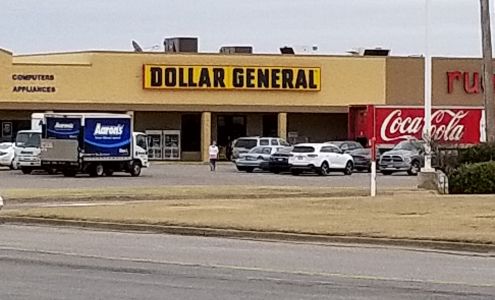 COMPUTERS
APPLIANCES
DOLLAR GENERAL
Aaron's
Aaron's
Coca-Cola